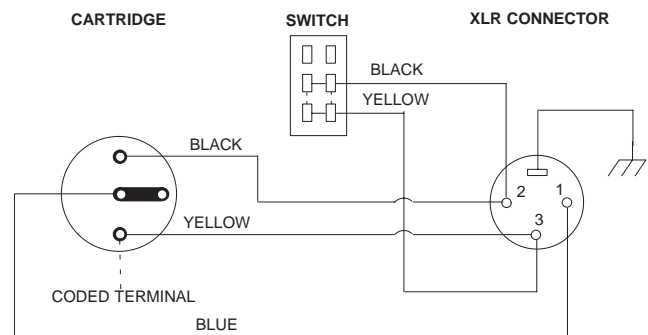 CARTRIDGE
SWITCH
XLR CONNECTOR
BLACK
YELLOW
BLACK
2
1
YELLOW
3
CODED TERMINAL
BLUE